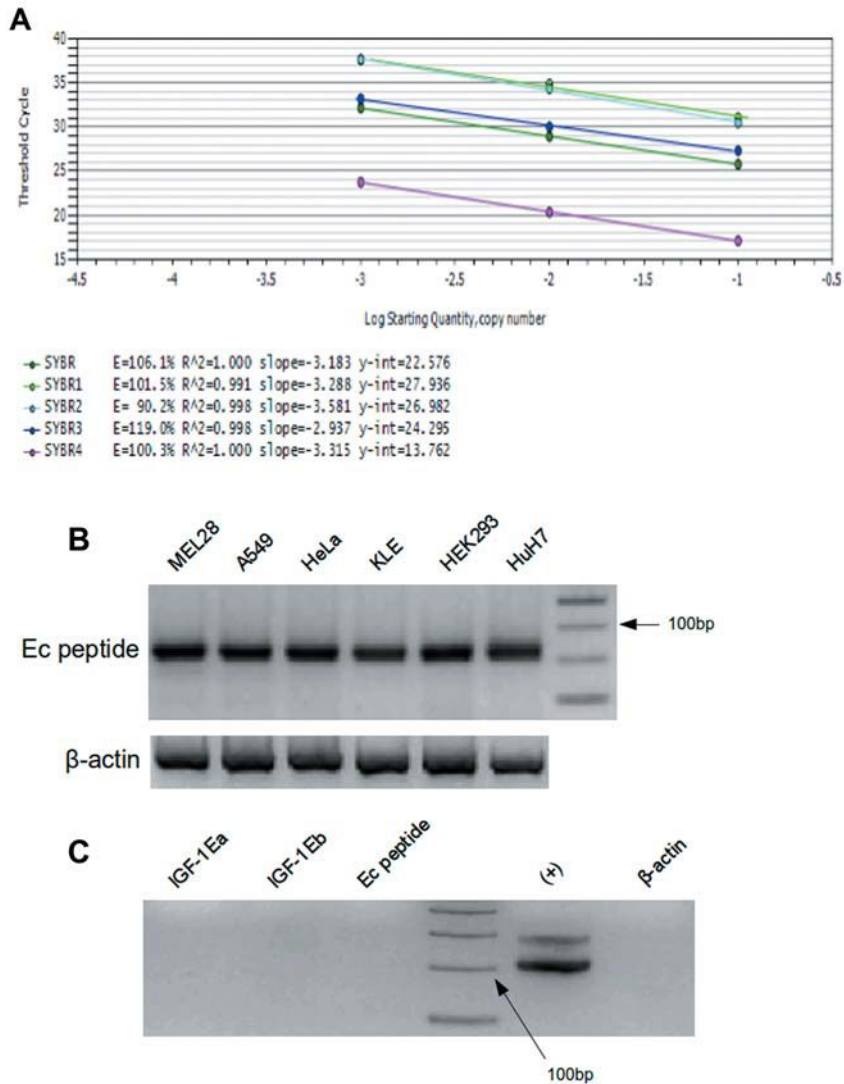 A
Threshold Cycle
40
35
30
25
20
15
-4.5 -4 -3.5 -3 -2.5 -2 -1.5 -1 -0.5
Log Starting Quantity, copy number
SYBR E=106.1% R^2=1.000 slope=-3.183 y-int=22.576
SYBR1 E=101.5% R^2=0.991 slope=-3.288 y-int=27.936
SYBR2 E= 90.2% R^2=0.998 slope=-3.581 y-int=26.982
SYBR3 E=119.0% R^2=0.998 slope=-2.937 y-int=24.295
SYBR4 E=100.3% R^2=1.000 slope=-3.315 y-int=13.762
B
MEL28 A549 HeLa KLE HEK293 HuH7
100bp
Ec peptide
β-actin
C
IGF-1Ea IGF-1Eb Ec peptide (+) β-actin
100bp